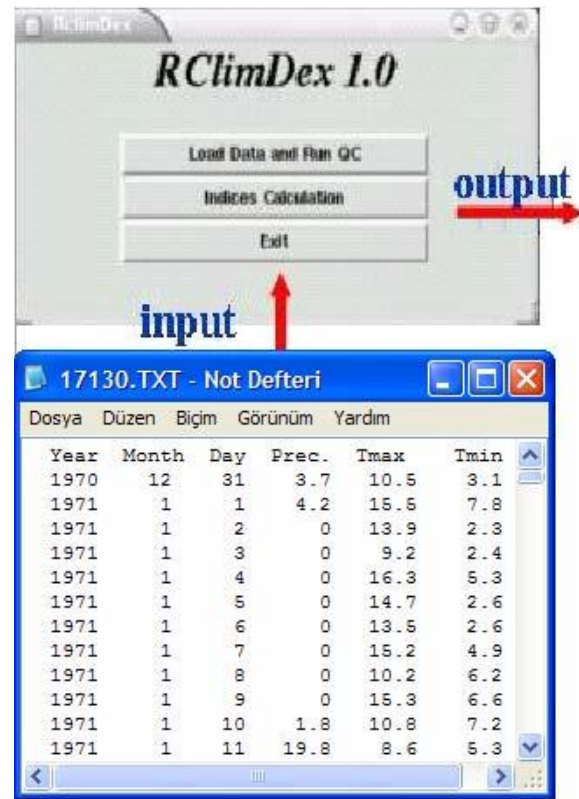 RClimDex
RClimDex 1.0
Load Data and Run QC
Indices Calculation
Exit
output
input
17130.TXT - Not Defteri
Dosya Düzen Biçim Görünüm Yardım
Year Month Day Prec. Tmax Tmin
1970 12 31 3.7 10.5 3.1
1971 1 1 4.2 15.5 7.8
1971 1 2 0 13.9 2.3
1971 1 3 0 9.2 2.4
1971 1 4 0 16.3 5.3
1971 1 5 0 14.7 2.6
1971 1 6 0 13.5 2.6
1971 1 7 0 15.2 4.9
1971 1 8 0 10.2 6.2
1971 1 9 0 15.3 6.6
1971 1 10 1.8 10.8 7.2
1971 1 11 19.8 8.6 5.3